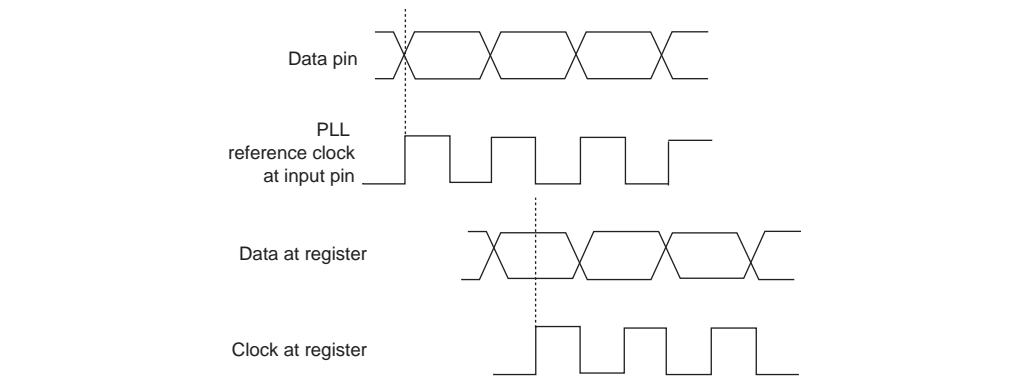 Data pin
PLL
reference clock
at input pin
Data at register
Clock at register